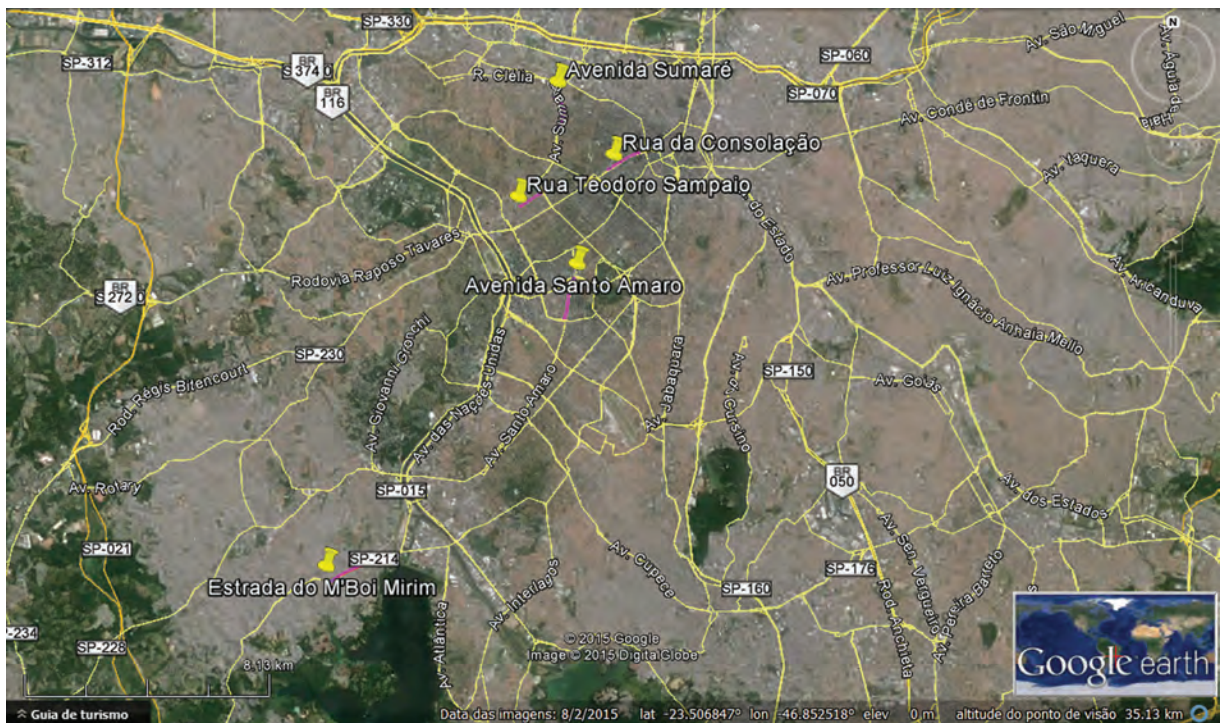 SP-330
N
SP-312
BR
374
BR
116
R. Clélia
Avenida Sumaré
SP-060
SP-070
Av. São Miguel
Av. Águia de
Haia
Av. Conde de Frontin
Rua da Consolação
Av. Itaquera
Rua Teodoro Sampaio
do Estado
Rodovia Raposo Tavares
Avenida Santo Amaro
Av. Professor Luiz Ignácio Anhaia Mello
Av. Aricanduva
BR
272
SP-230
Av. Giovanni Gronchi
Av. das Nações Unidas
Av. Santo Amaro
Av. Jabaquara
SP-150
Av. Goiás
Rod. Régis Bitencourt
Av. Rotary
SP-015
BR
050
Av. dos Estados
SP-021
SP-214
Estrada do M'Boi Mirim
Av. Cupece
Av. Interlagos
SP-160
SP-176
Av. Sen. Vergueiro
Av. Pereira Barreto
Rod. Anchieta
-234
SP-228
Av. Atlântica
8.13 km
© 2015 Google
Image © 2015 DigitalGlobe
Google earth
Guia de turismo
Data das imagens: 8/2/2015 lat -23.506847° lon -46.852518° elev 0 m altitude do ponto de visão 35.13 km